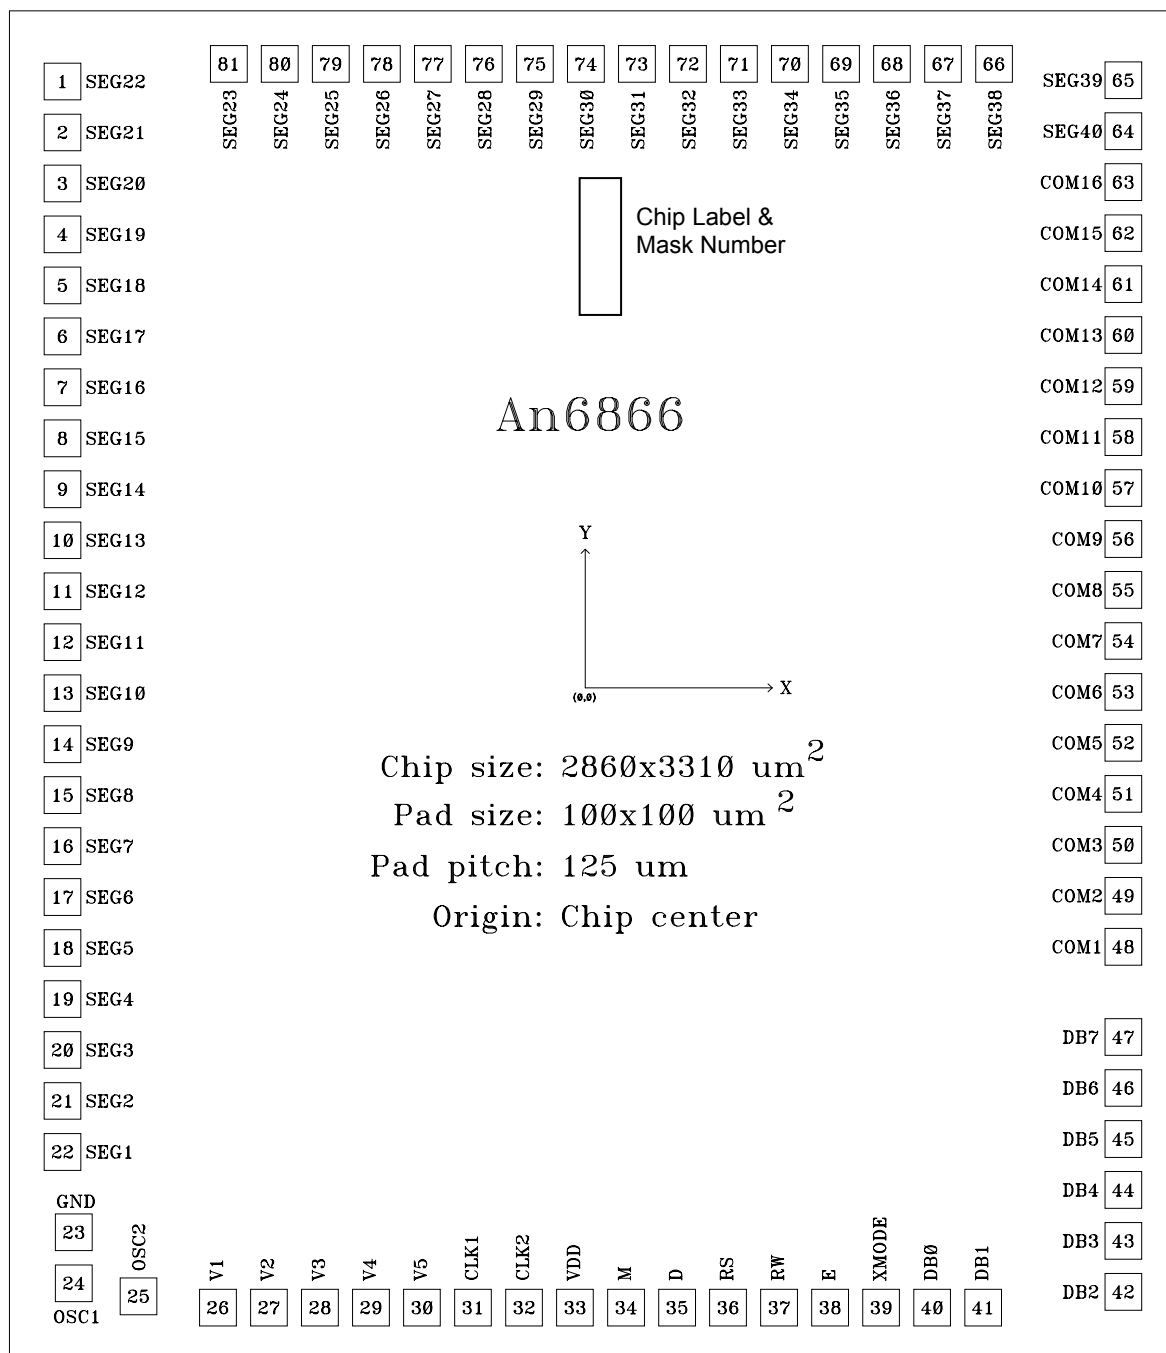 81 80 79 78 77 76 75 74 73 72 71 70 69 68 67 66
SEG23 SEG24 SEG25 SEG26 SEG27 SEG28 SEG29 SEG30 SEG31 SEG32 SEG33 SEG34 SEG35 SEG36 SEG37 SEG38
1 SEG22
2 SEG21
3 SEG20
4 SEG19
5 SEG18
6 SEG17
7 SEG16
8 SEG15
9 SEG14
10 SEG13
11 SEG12
12 SEG11
13 SEG10
14 SEG9
15 SEG8
16 SEG7
17 SEG6
18 SEG5
19 SEG4
20 SEG3
21 SEG2
22 SEG1
GND
23
24
OSC1
OSC2
25
Chip Label &
Mask Number
An6866
Y
X
(0,0)
Chip size: 2860x3310 um2
Pad size: 100x100 um2
Pad pitch: 125 um
Origin: Chip center
SEG39 65
SEG40 64
COM16 63
COM15 62
COM14 61
COM13 60
COM12 59
COM11 58
COM10 57
COM9 56
COM8 55
COM7 54
COM6 53
COM5 52
COM4 51
COM3 50
COM2 49
COM1 48
DB7 47
DB6 46
DB5 45
DB4 44
DB3 43
DB2 42
V1 V2 V3 V4 V5 CLK1 CLK2 VDD M D RS RW E XMODE DB0 DB1
26 27 28 29 30 31 32 33 34 35 36 37 38 39 40 41